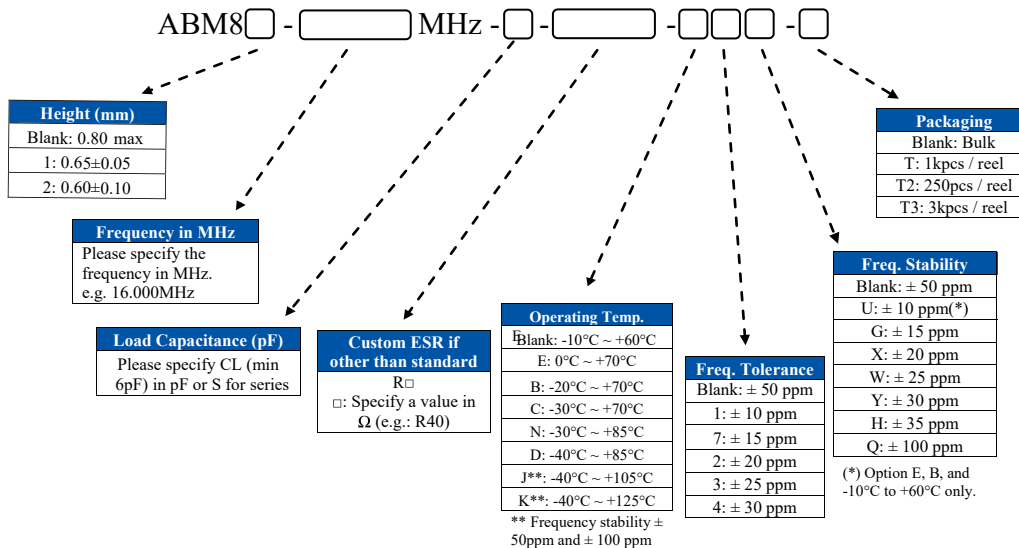 ABM8□ - □ MHz - □ - □ - □□□ - □
Height (mm)
Blank: 0.80 max
1: 0.65±0.05
2: 0.60±0.10
Packaging
Blank: Bulk
T: 1kpcs / reel
T2: 250pcs / reel
T3: 3kpcs / reel
Frequency in MHz
Please specify the
frequency in MHz.
e.g. 16.000MHz
Load Capacitance (pF)
Please specify CL (min
6pF) in pF or S for series
Custom ESR if
other than standard
R□
□: Specify a value in
Ω (e.g.: R40)
Operating Temp.
E
Blank: -10°C ~ +60°C
E: 0°C ~ +70°C
B: -20°C ~ +70°C
C: -30°C ~ +70°C
N: -30°C ~ +85°C
D: -40°C ~ +85°C
J**: -40°C ~ +105°C
K**: -40°C ~ +125°C
** Frequency stability ±
50ppm and ± 100 ppm
Freq. Tolerance
Blank: ± 50 ppm
1: ± 10 ppm
7: ± 15 ppm
2: ± 20 ppm
3: ± 25 ppm
4: ± 30 ppm
Freq. Stability
Blank: ± 50 ppm
U: ± 10 ppm(*)
G: ± 15 ppm
X: ± 20 ppm
W: ± 25 ppm
Y: ± 30 ppm
H: ± 35 ppm
Q: ± 100 ppm
(*) Option E, B, and
-10°C to +60°C only.